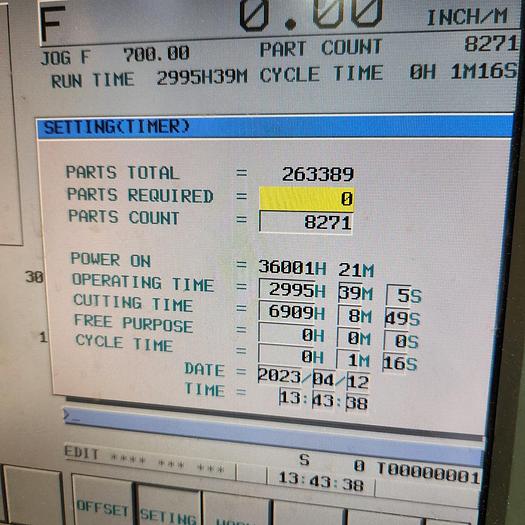 F 0.00 INCH/M
JOG F 700.00 PART COUNT 8271
RUN TIME 2995H39M CYCLE TIME 0H 1M16S
SETTING(TIMER)
PARTS TOTAL = 263389
PARTS REQUIRED = 0
PARTS COUNT = 8271
POWER ON = 36001H 21M
30
OPERATING TIME = 2995H 39M 5S
CUTTING TIME = 6909H 8M 49S
FREE PURPOSE = 0H 0M 0S
1
CYCLE TIME = 0H 1M 16S
DATE = 2023/04/12
TIME = 13:43:38
>_
EDIT **** *** *** S 0 T00000001
13:43:38
OFFSET SETING